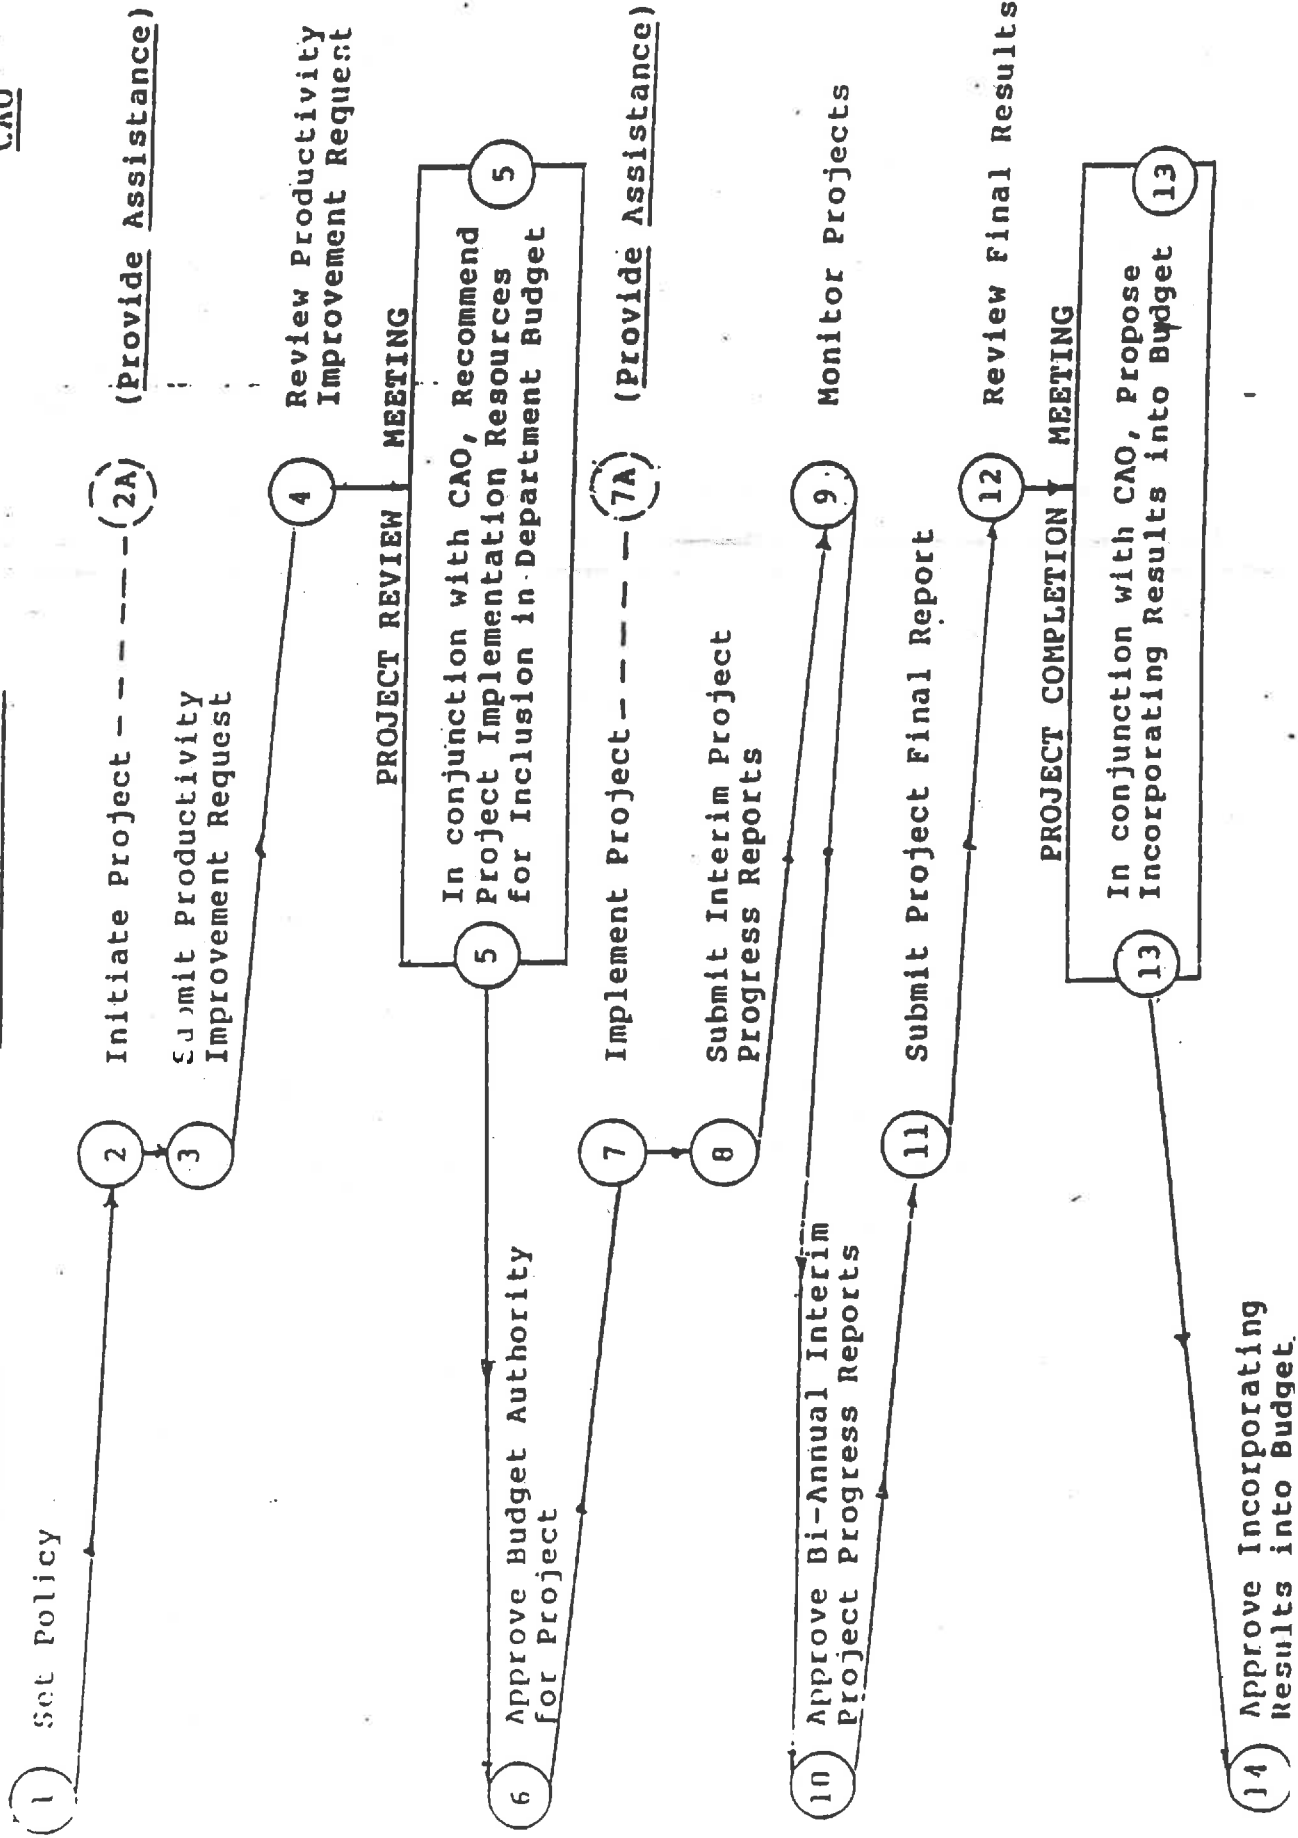 CAO
1 Set Policy
2 Initiate Project
2A (Provide Assistance)
3 Submit Productivity
Improvement Request
4 Review Productivity
Improvement Request
PROJECT REVIEW MEETING
5 In conjunction with CAO, Recommend 5
Project Implementation Resources
for Inclusion in Department Budget
6 Approve Budget Authority
for Project
7 Implement Project
7A (Provide Assistance)
8 Submit Interim Project
Progress Reports
9 Monitor Projects
10 Approve Bi-Annual Interim
Project Progress Reports
11 Submit Project Final Report
12 Review Final Results
PROJECT COMPLETION MEETING
13 In conjunction with CAO, Propose 13
Incorporating Results into Budget
14 Approve Incorporating
Results into Budget